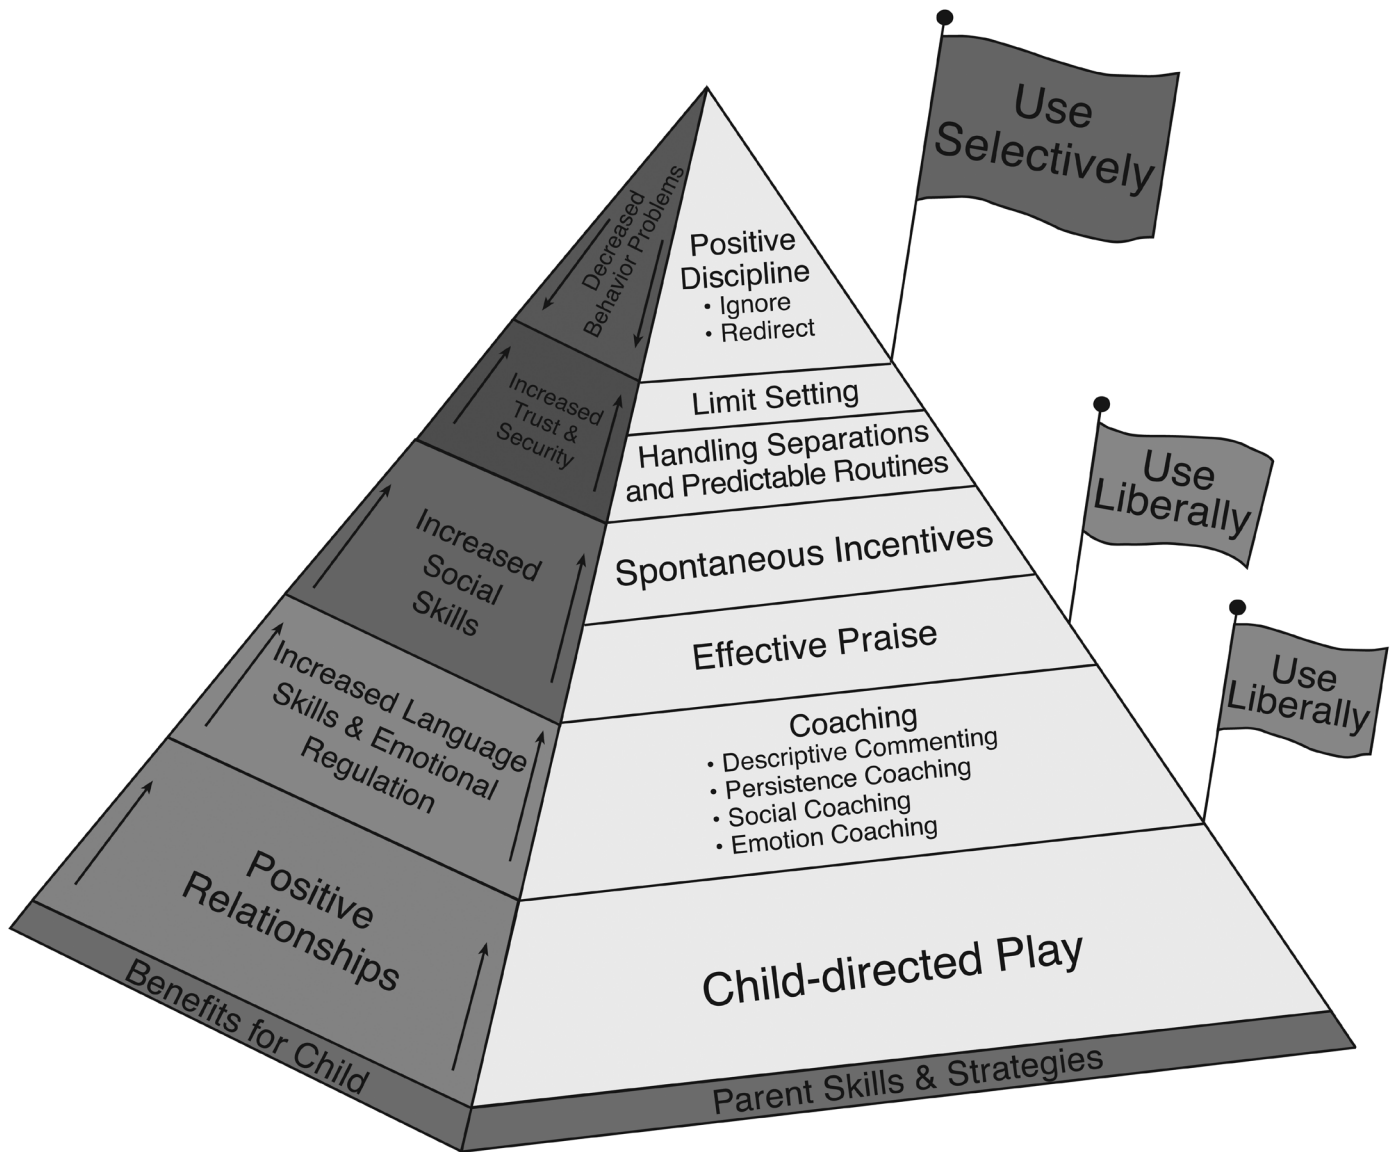 Use
Selectively
Decreased
Behavior Problems
Positive
Discipline
• Ignore
• Redirect
Increased
Trust &
Security
Limit Setting
Handling Separations
and Predictable Routines
Use
Liberally
Increased
Social
Skills
Spontaneous Incentives
Effective Praise
Use
Liberally
Increased Language
Skills & Emotional
Regulation
Coaching
• Descriptive Commenting
• Persistence Coaching
• Social Coaching
• Emotion Coaching
Positive
Relationships
Child-directed Play
Benefits for Child
Parent Skills & Strategies